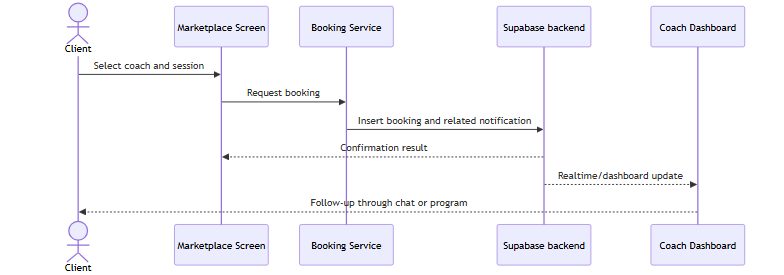 Client
Marketplace Screen
Booking Service
Supabase backend
Coach Dashboard
Select coach and session
Request booking
Insert booking and related notification
Confirmation result
Realtime/dashboard update
Follow-up through chat or program
Client
Marketplace Screen
Booking Service
Supabase backend
Coach Dashboard